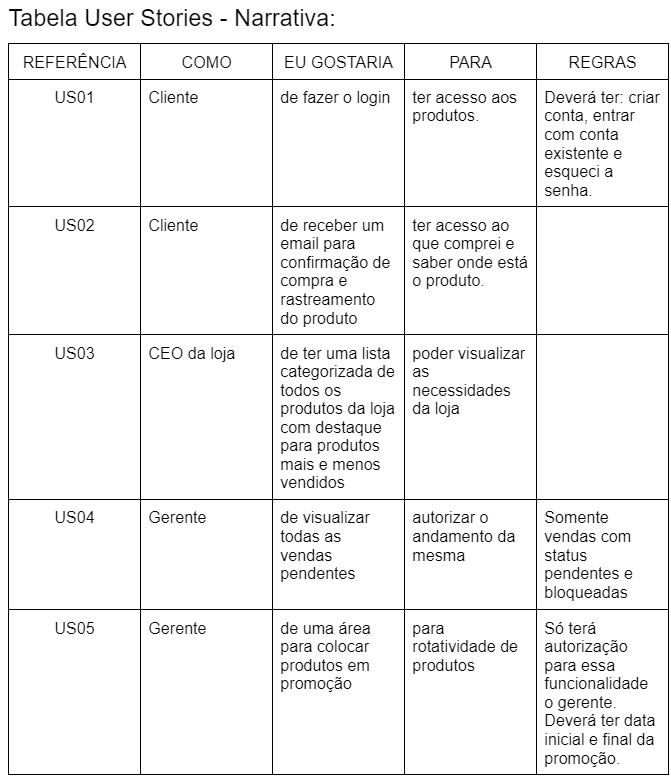 Tabela User Stories - Narrativa:
REFERÊNCIA COMO EU GOSTARIA PARA REGRAS
US01
Cliente
de fazer o login
ter acesso aos
produtos.
Deverá ter: criar
conta, entrar
com conta
existente e
esqueci a
senha.
US02
Cliente
de receber um
email para
confirmação de
compra e
rastreamento
do produto
ter acesso ao
que comprei e
saber onde está
o produto.
US03
CEO da loja
de ter uma lista
categorizada de
todos os
produtos da loja
com destaque
para produtos
mais e menos
vendidos
poder visualizar
as
necessidades
da loja
US04
Gerente
de visualizar
todas as
vendas
pendentes
autorizar o
andamento da
mesma
Somente
vendas com
status
pendentes e
bloqueadas
US05
Gerente
de uma área
para colocar
produtos em
promoção
para
rotatividade de
produtos
Só terá
autorização
para essa
funcionalidade
o gerente.
Deverá ter data
inicial e final da
promoção.